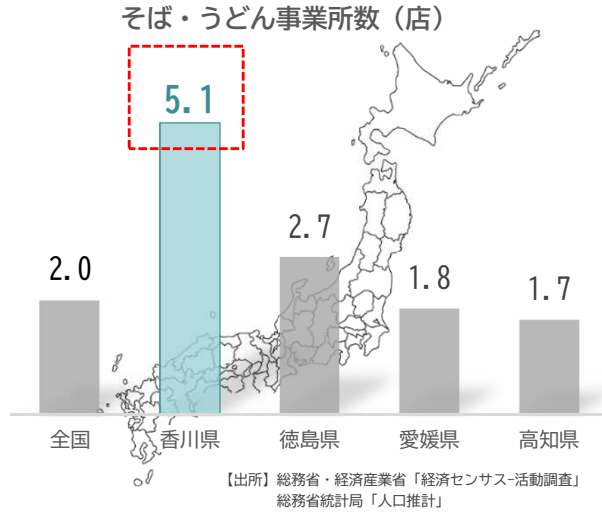 そば・うどん事業所数（店）
5.1
2.7
2.0
1.8
1.7
全国
香川県
徳島県
愛媛県
高知県
【出所】総務省・経済産業省「経済センサス-活動調査」
総務省統計局「人口推計」